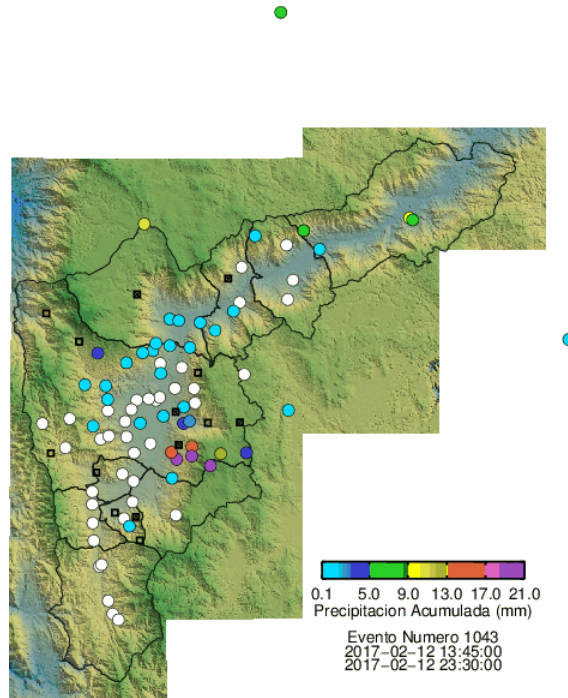 0.1 5.0 9.0 13.0 17.0 21.0
Precipitacion Acumulada (mm)
Evento Numero 1043
2017-02-12 13:45:00
2017-02-12 23:30:00